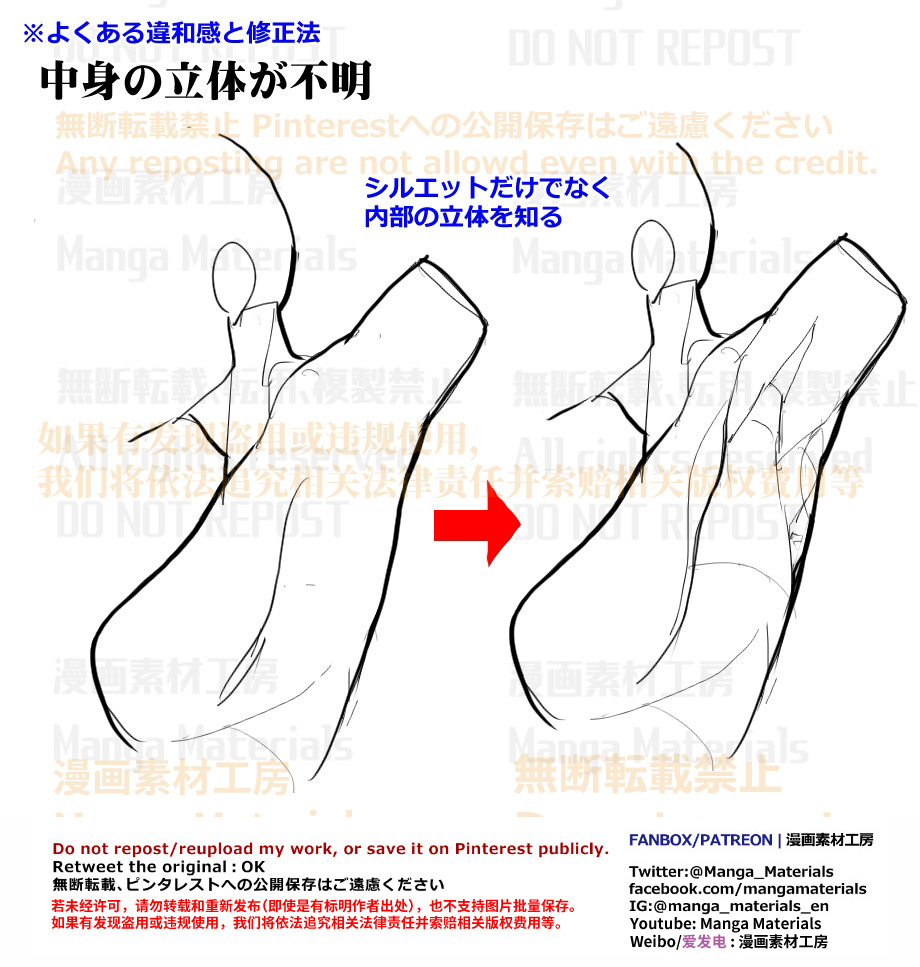 ※よくある違和感と修正法
DO NOT REPOST
DO NOT REPOST
中身の立体が不明
無断転載禁止 Pinterestへの公開保存はご遠慮ください
Any reposting are not allowd even with the credit.
漫画素材工房
漫画素材工房
シルエットだけでなく
内部の立体を知る
Manga Materials
Manga Materials
無断転載、転用、複製禁止
無断転載、転用、複製禁止
如果有发现盗用或违规使用，
All rights reserved
All rights reserved
我们将依法追究相关法律责任并索赔相关版权费用等
DO NOT REPOST
DO NOT REPOST
漫画素材工房
漫画素材工房
Manga Materials
Manga Materials
漫画素材工房
無断転載禁止
Do not repost/reupload my work, or save it on Pinterest publicly.
Retweet the original : OK
無断転載、ピンタレストへの公開保存はご遠慮ください
若未经许可，请勿转载和重新发布(即使是有标明作者出处)，也不支持图片批量保存。
如果有发现盗用或违规使用，我们将依法追究相关法律责任并索赔相关版权费用等。
FANBOX/PATREON | 漫画素材工房
Twitter:@Manga_Materials
facebook.com/mangamaterials
IG:@manga_materials_en
Youtube: Manga Materials
Weibo/爱发电 : 漫画素材工房